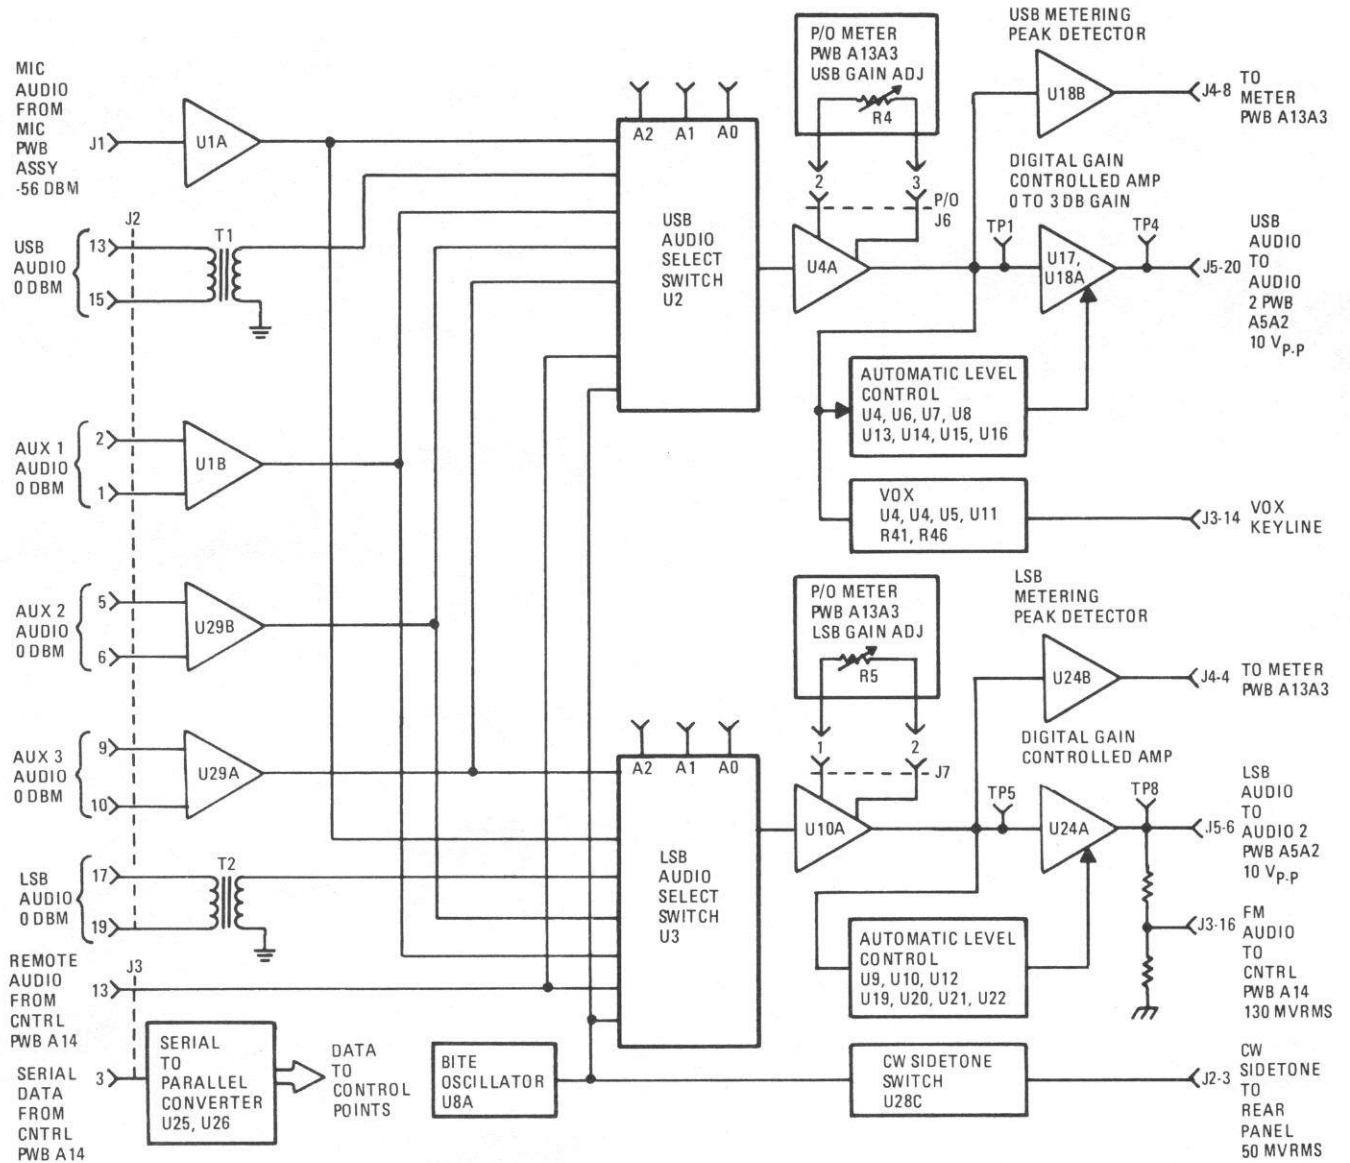 MIC
AUDIO
FROM
MIC
PWB
ASSY
-56 DBM
J1
U1A
J2
USB
AUDIO
0 DBM
13
15
T1
AUX 1
AUDIO
0 DBM
2
1
U1B
AUX 2
AUDIO
0 DBM
5
6
U29B
AUX 3
AUDIO
0 DBM
9
10
U29A
LSB
AUDIO
0 DBM
17
19
T2
REMOTE
AUDIO
FROM
CNTRL
PWB A14
J3
13
SERIAL
DATA
FROM
CNTRL
PWB A14
3
SERIAL
TO
PARALLEL
CONVERTER
U25, U26
DATA
TO
CONTROL
POINTS
BITE
OSCILLATOR
U8A
A2 A1 A0
USB
AUDIO
SELECT
SWITCH
U2
A2 A1 A0
LSB
AUDIO
SELECT
SWITCH
U3
P/O METER
PWB A13A3
USB GAIN ADJ
R4
2 3
P/O
J6
U4A
USB METERING
PEAK DETECTOR
U18B
J4-8
TO
METER
PWB A13A3
DIGITAL GAIN
CONTROLLED AMP
0 TO 3 DB GAIN
TP1
U17,
U18A
TP4
J5-20
USB
AUDIO
TO
AUDIO
2 PWB
A5A2
10 VP-P
AUTOMATIC LEVEL
CONTROL
U4, U6, U7, U8
U13, U14, U15, U16
VOX
U4, U4, U5, U11
R41, R46
J3-14
VOX
KEYLINE
P/O METER
PWB A13A3
LSB GAIN ADJ
R5
1 2
J7
U10A
LSB
METERING
PEAK DETECTOR
U24B
J4-4
TO METER
PWB A13A3
DIGITAL GAIN
CONTROLLED AMP
TP5
U24A
TP8
J5-6
LSB
AUDIO
TO
AUDIO 2
PWB A5A2
10 VP-P
AUTOMATIC LEVEL
CONTROL
U9, U10, U12
U19, U20, U21, U22
J3-16
FM
AUDIO
TO
CNTRL
PWB A14
130 MVRMS
CW SIDETONE
SWITCH
U28C
J2-3
CW
SIDETONE
TO
REAR
PANEL
50 MVRMS